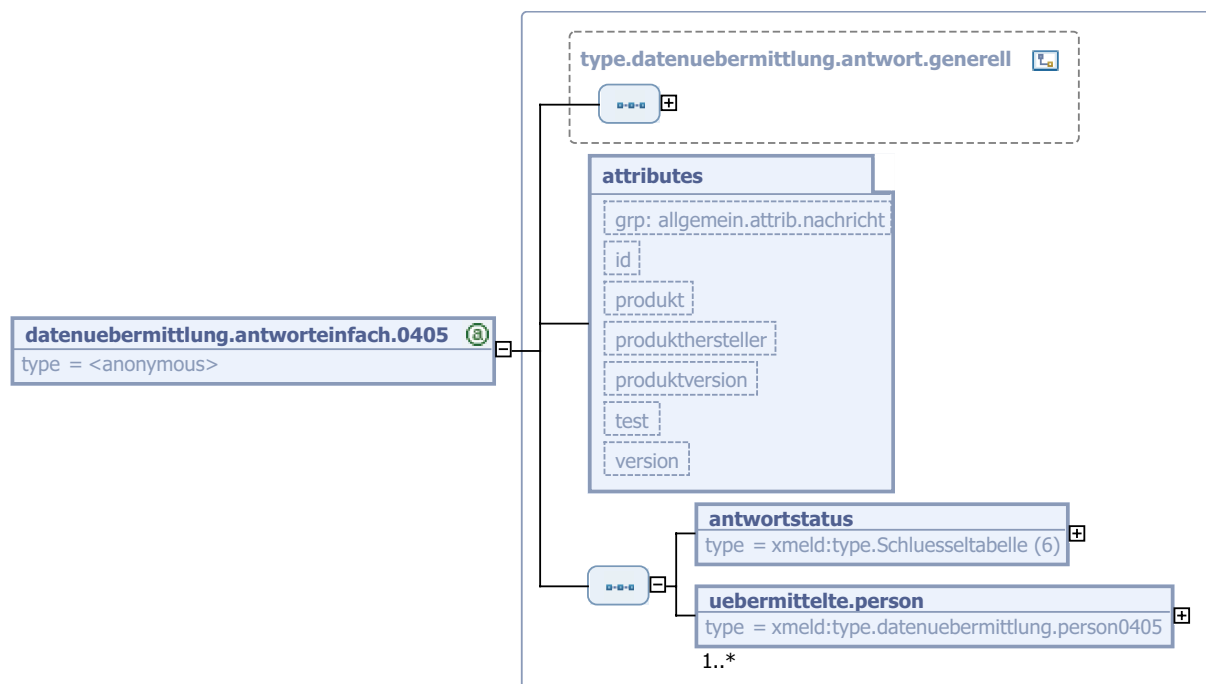 type.datenuebermittlung.antwort.generell
attributes
grp: allgemein.attrib.nachricht
id
produkt
produkthersteller
produktversion
test
version
datenuebermittlung.antworteinfach.0405 a
type = <anonymous>
antwortstatus
type = xmeld:type.Schluesseltabelle (6)
uebermittelte.person
type = xmeld:type.datenuebermittlung.person0405
1..*